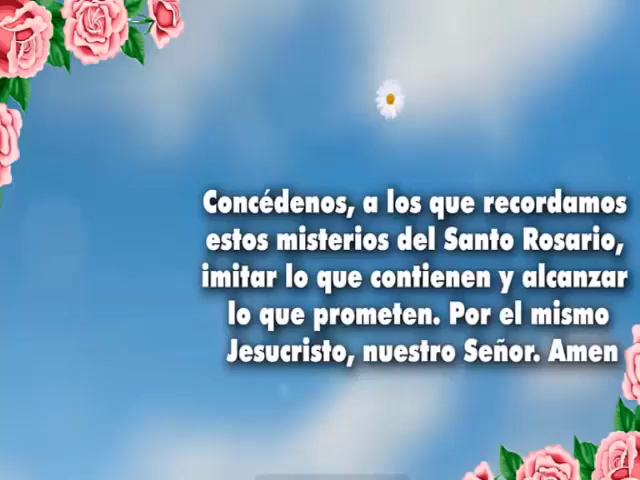 Concédenos, a los que recordamos
estos misterios del Santo Rosario,
imitar lo que contienen y alcanzar
lo que prometen. Por el mismo
Jesucristo, nuestro Señor. Amen